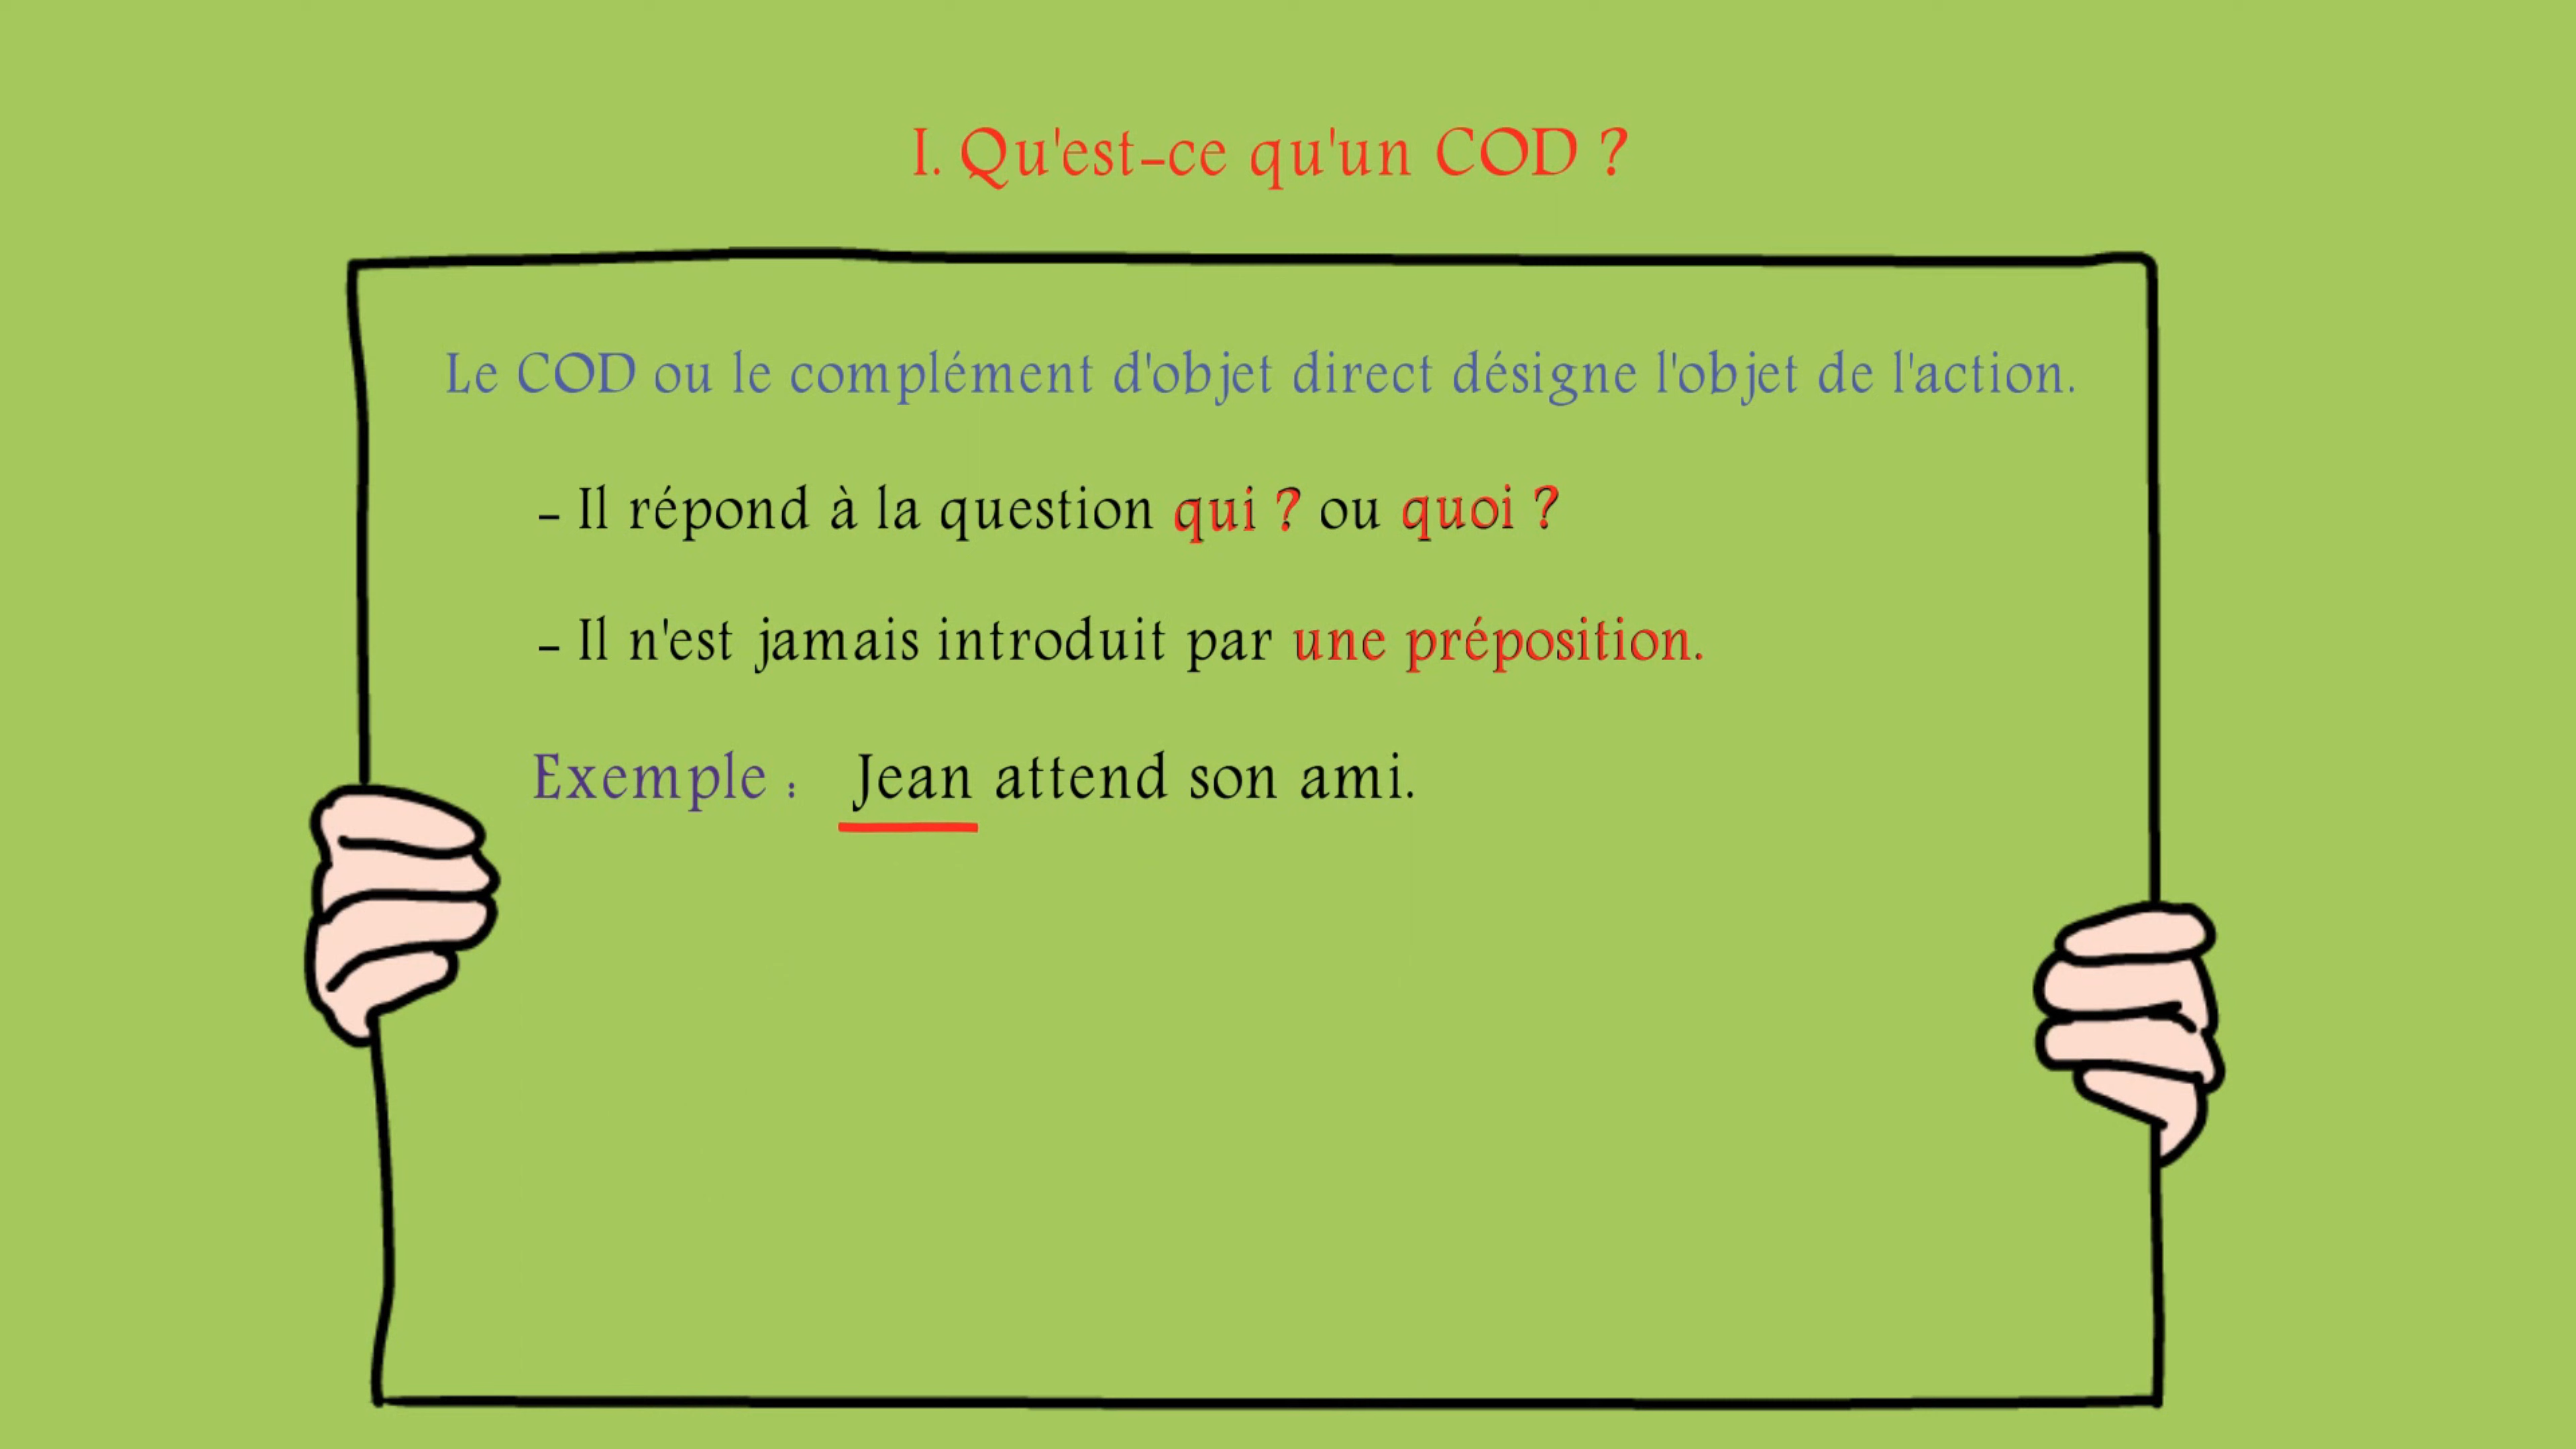 I. Qu'est-ce qu'un COD ?
Le COD ou le complément d'objet direct désigne l'objet de l'action.
- Il répond à la question qui ? ou quoi ?
- Il n'est jamais introduit par une préposition.
Exemple : Jean attend son ami.